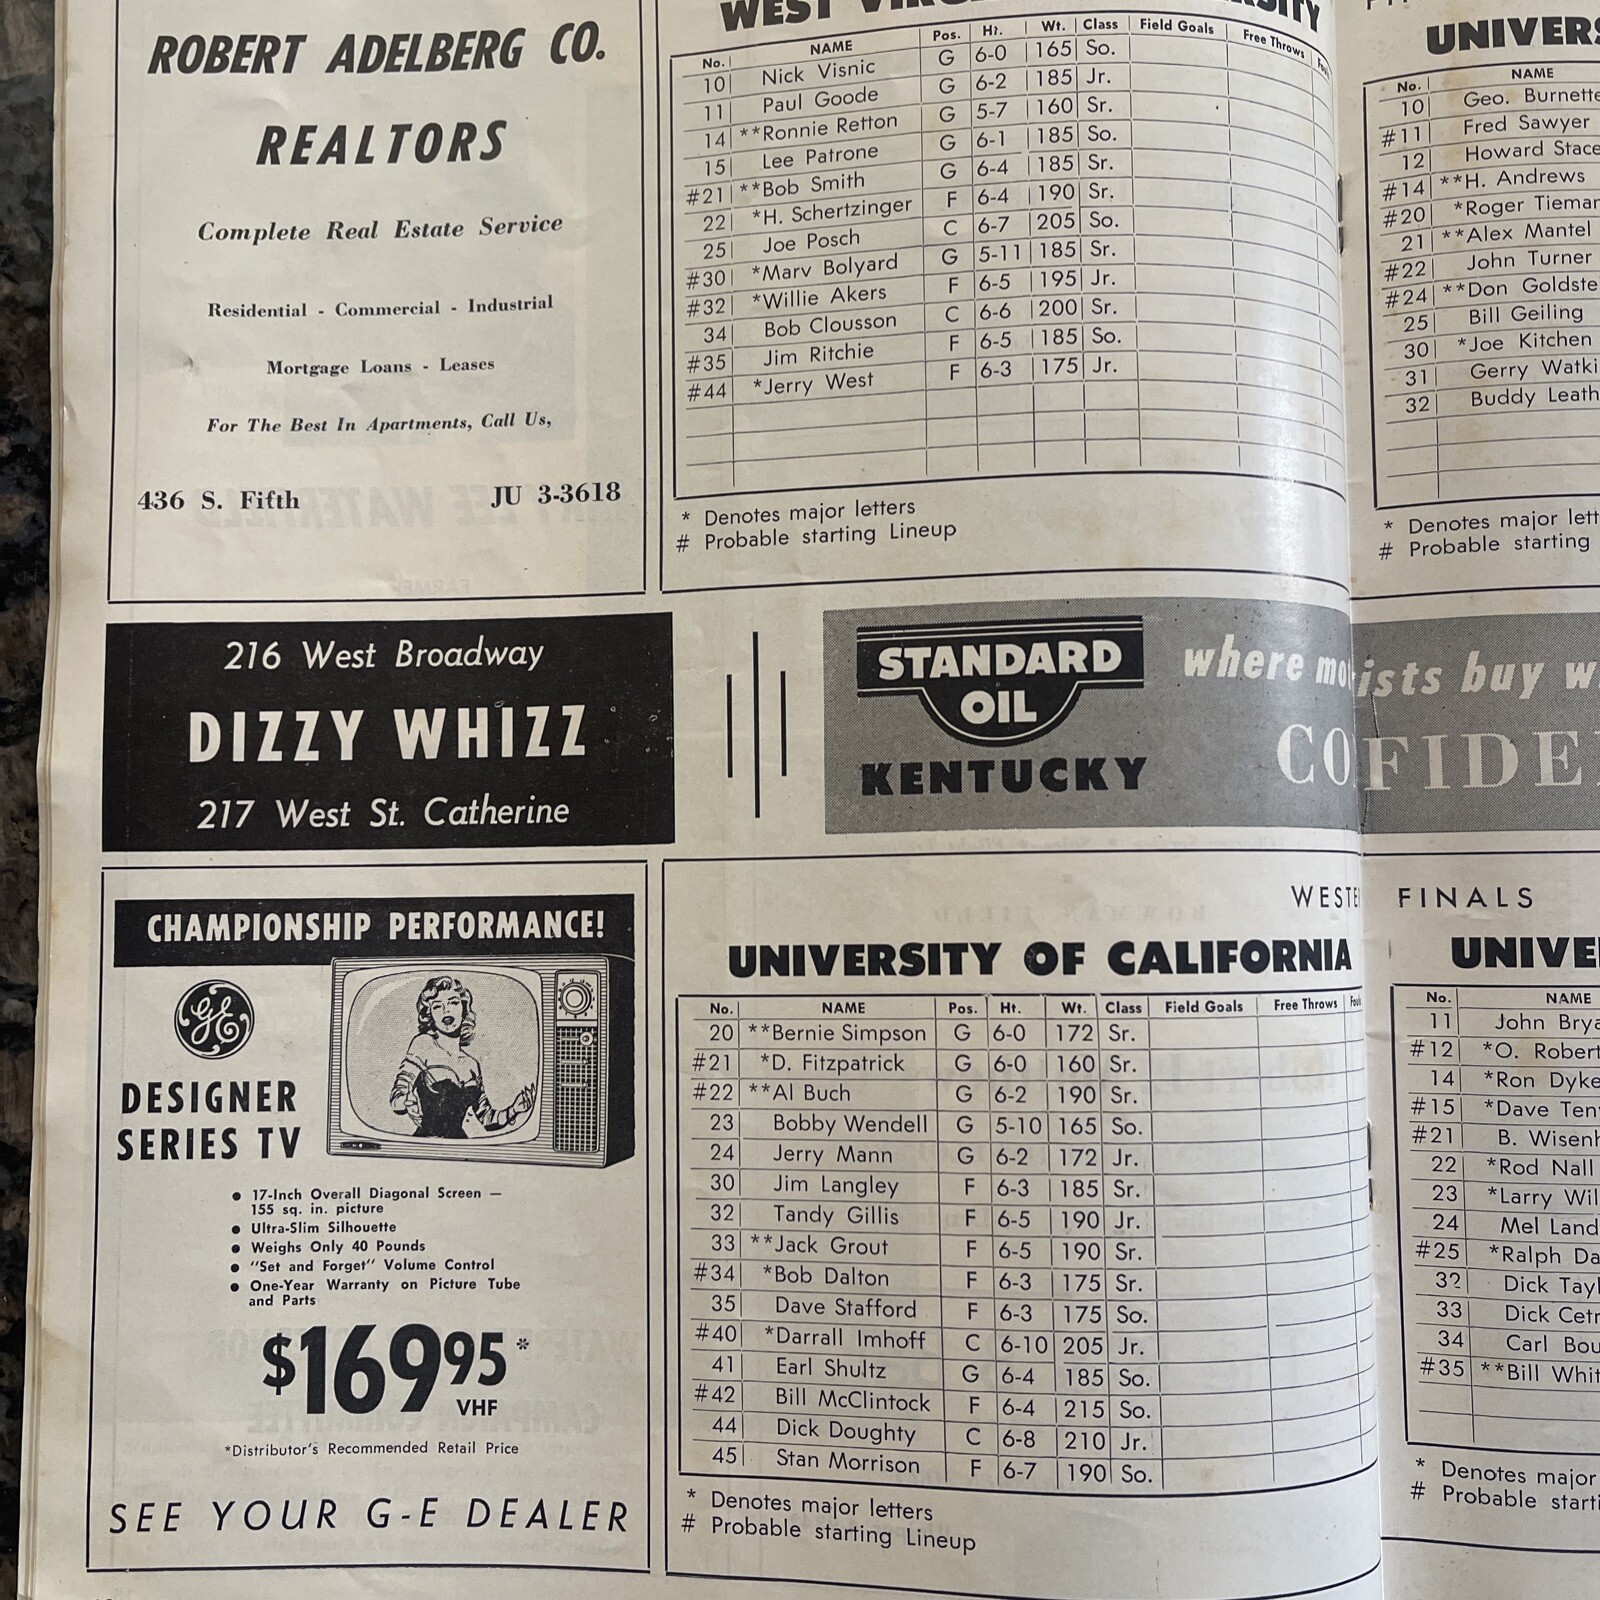 ROBERT ADELBERG CO.
REALTORS
Complete Real Estate Service
Residential - Commercial - Industrial
Mortgage Loans - Leases
For The Best In Apartments, Call Us,
436 S. Fifth JU 3-3618
WEST
No. NAME Pos. Ht. Wt. Class Field Goals Free Throws
10 Nick Visnic G 6-0 165 So.
11 Paul Goode G 6-2 185 Jr.
14 **Ronnie Retton G 5-7 160 Sr.
15 Lee Patrone G 6-1 185 So.
#21 **Bob Smith G 6-4 185 Sr.
22 *H. Schertzinger F 6-4 190 Sr.
25 Joe Posch C 6-7 205 So.
#30 *Marv Bolyard G 5-11 185 Sr.
#32 *Willie Akers F 6-5 195 Jr.
34 Bob Clousson C 6-6 200 Sr.
#35 Jim Ritchie F 6-5 185 So.
#44 *Jerry West F 6-3 175 Jr.
* Denotes major letters
# Probable starting Lineup
UNIVERS
No. NAME
10 Geo. Burnette
#11 Fred Sawyer
12 Howard Stace
#14 **H. Andrews
#20 *Roger Tieman
21 **Alex Mantel
#22 John Turner
#24 **Don Goldste
25 Bill Geiling
30 *Joe Kitchen
31 Gerry Watki
32 Buddy Leath
* Denotes major lett
# Probable starting
216 West Broadway
DIZZY WHIZZ
217 West St. Catherine
STANDARD
OIL
KENTUCKY
where mo ists buy w
CO FIDE
CHAMPIONSHIP PERFORMANCE!
GE
DESIGNER
SERIES TV
• 17-Inch Overall Diagonal Screen —
155 sq. in. picture
• Ultra-Slim Silhouette
• Weighs Only 40 Pounds
• "Set and Forget" Volume Control
• One-Year Warranty on Picture Tube
and Parts
$169 95*
VHF
*Distributor's Recommended Retail Price
SEE YOUR G-E DEALER
WESTE FINALS
UNIVERSITY OF CALIFORNIA
No. NAME Pos. Ht. Wt. Class Field Goals Free Throws
20 **Bernie Simpson G 6-0 172 Sr.
#21 *D. Fitzpatrick G 6-0 160 Sr.
#22 **Al Buch G 6-2 190 Sr.
23 Bobby Wendell G 5-10 165 So.
24 Jerry Mann G 6-2 172 Jr.
30 Jim Langley F 6-3 185 Sr.
32 Tandy Gillis F 6-5 190 Jr.
33 **Jack Grout F 6-5 190 Sr.
#34 *Bob Dalton F 6-3 175 Sr.
35 Dave Stafford F 6-3 175 So.
#40 *Darrall Imhoff C 6-10 205 Jr.
41 Earl Shultz G 6-4 185 So.
#42 Bill McClintock F 6-4 215 So.
44 Dick Doughty C 6-8 210 Jr.
45 Stan Morrison F 6-7 190 So.
* Denotes major letters
# Probable starting Lineup
UNIVE
No. NAME
11 John Brya
#12 *O. Robert
14 *Ron Dyke
#15 *Dave Ten
#21 B. Wisenh
22 *Rod Nall
23 *Larry Wil
24 Mel Land
#25 *Ralph Da
32 Dick Tayl
33 Dick Cetr
34 Carl Bou
#35 **Bill Whit
* Denotes major
# Probable starti